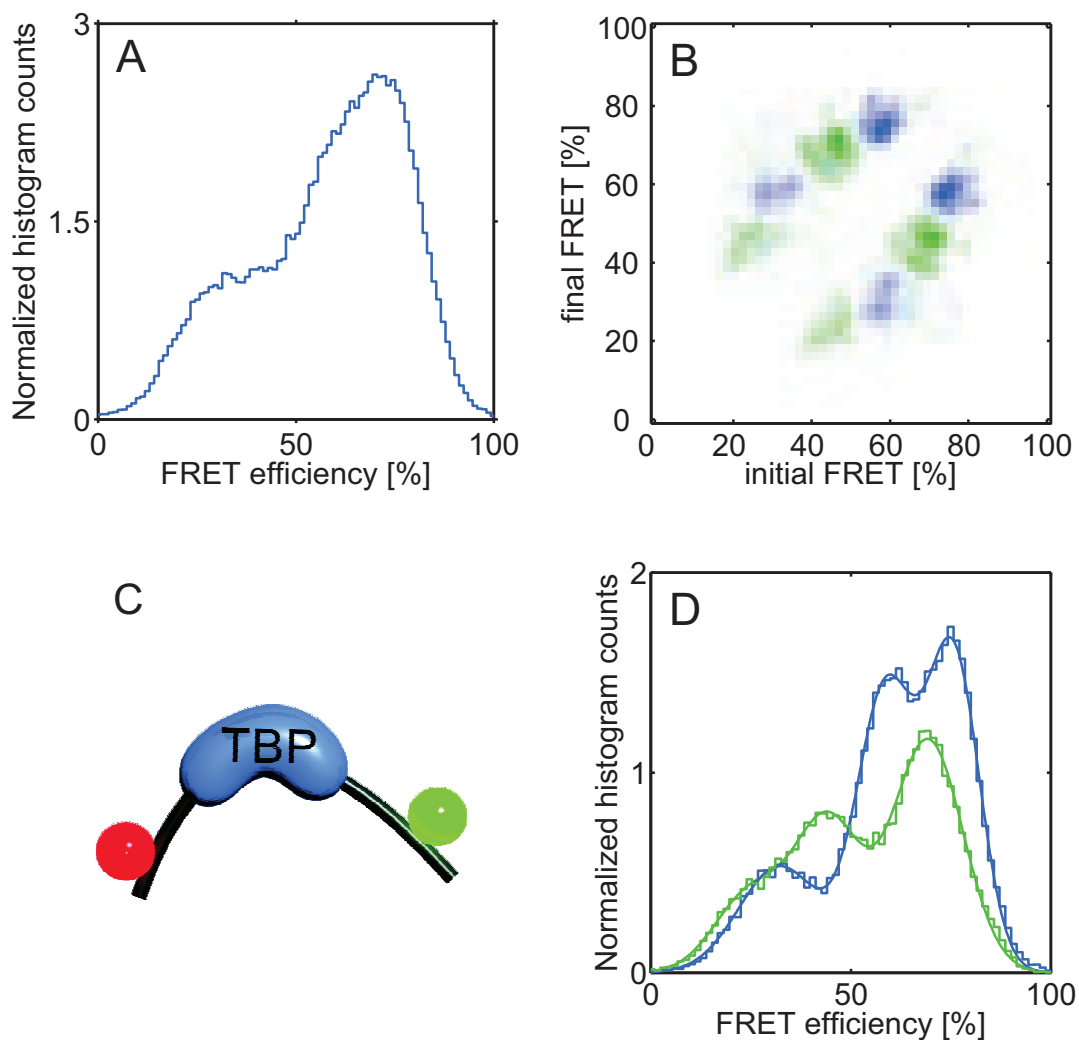 A
Normalized histogram counts
3
1.5
0
0 50 100
FRET efficiency [%]
B
final FRET [%]
100
80
60
40
20
0
0 20 40 60 80 100
initial FRET [%]
C
TBP
D
Normalized histogram counts
2
1
0
0 50 100
FRET efficiency [%]